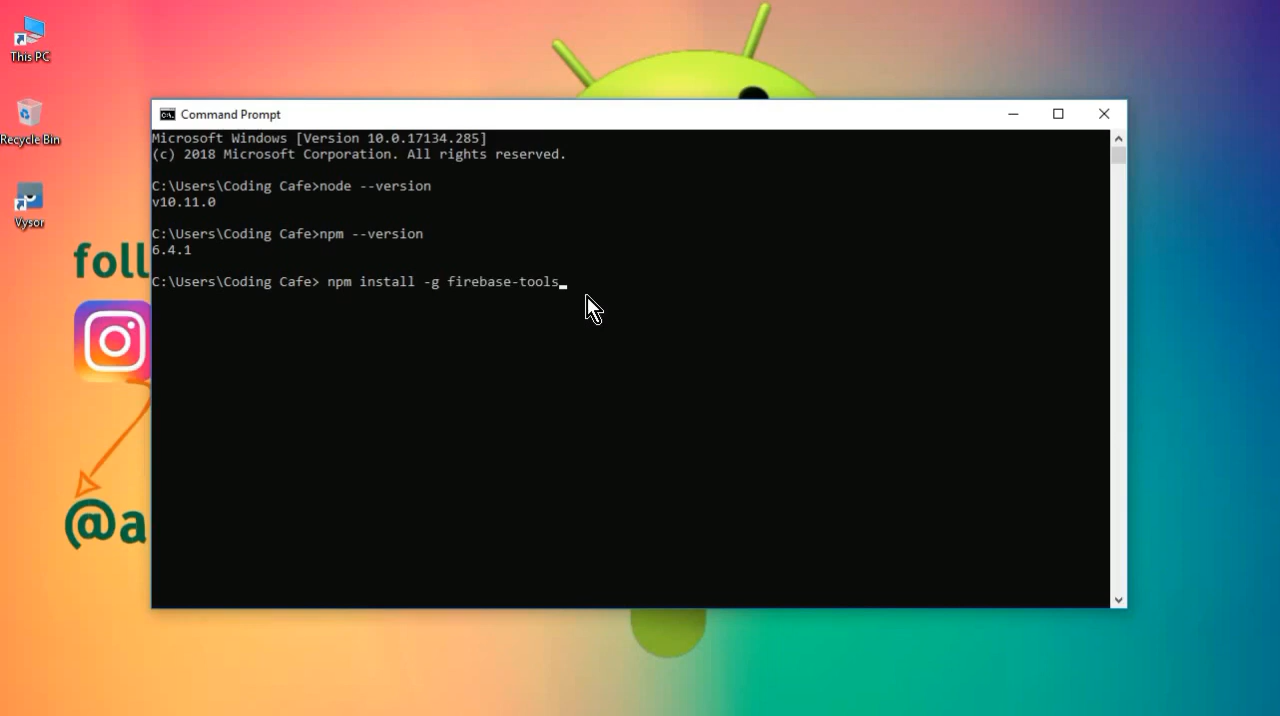 This PC
Recycle Bin
Vysor
foll
@a
Command Prompt
Microsoft Windows [Version 10.0.17134.285]
(c) 2018 Microsoft Corporation. All rights reserved.
C:\Users\Coding Cafe>node --version
v10.11.0
C:\Users\Coding Cafe>npm --version
6.4.1
C:\Users\Coding Cafe> npm install -g firebase-tools_